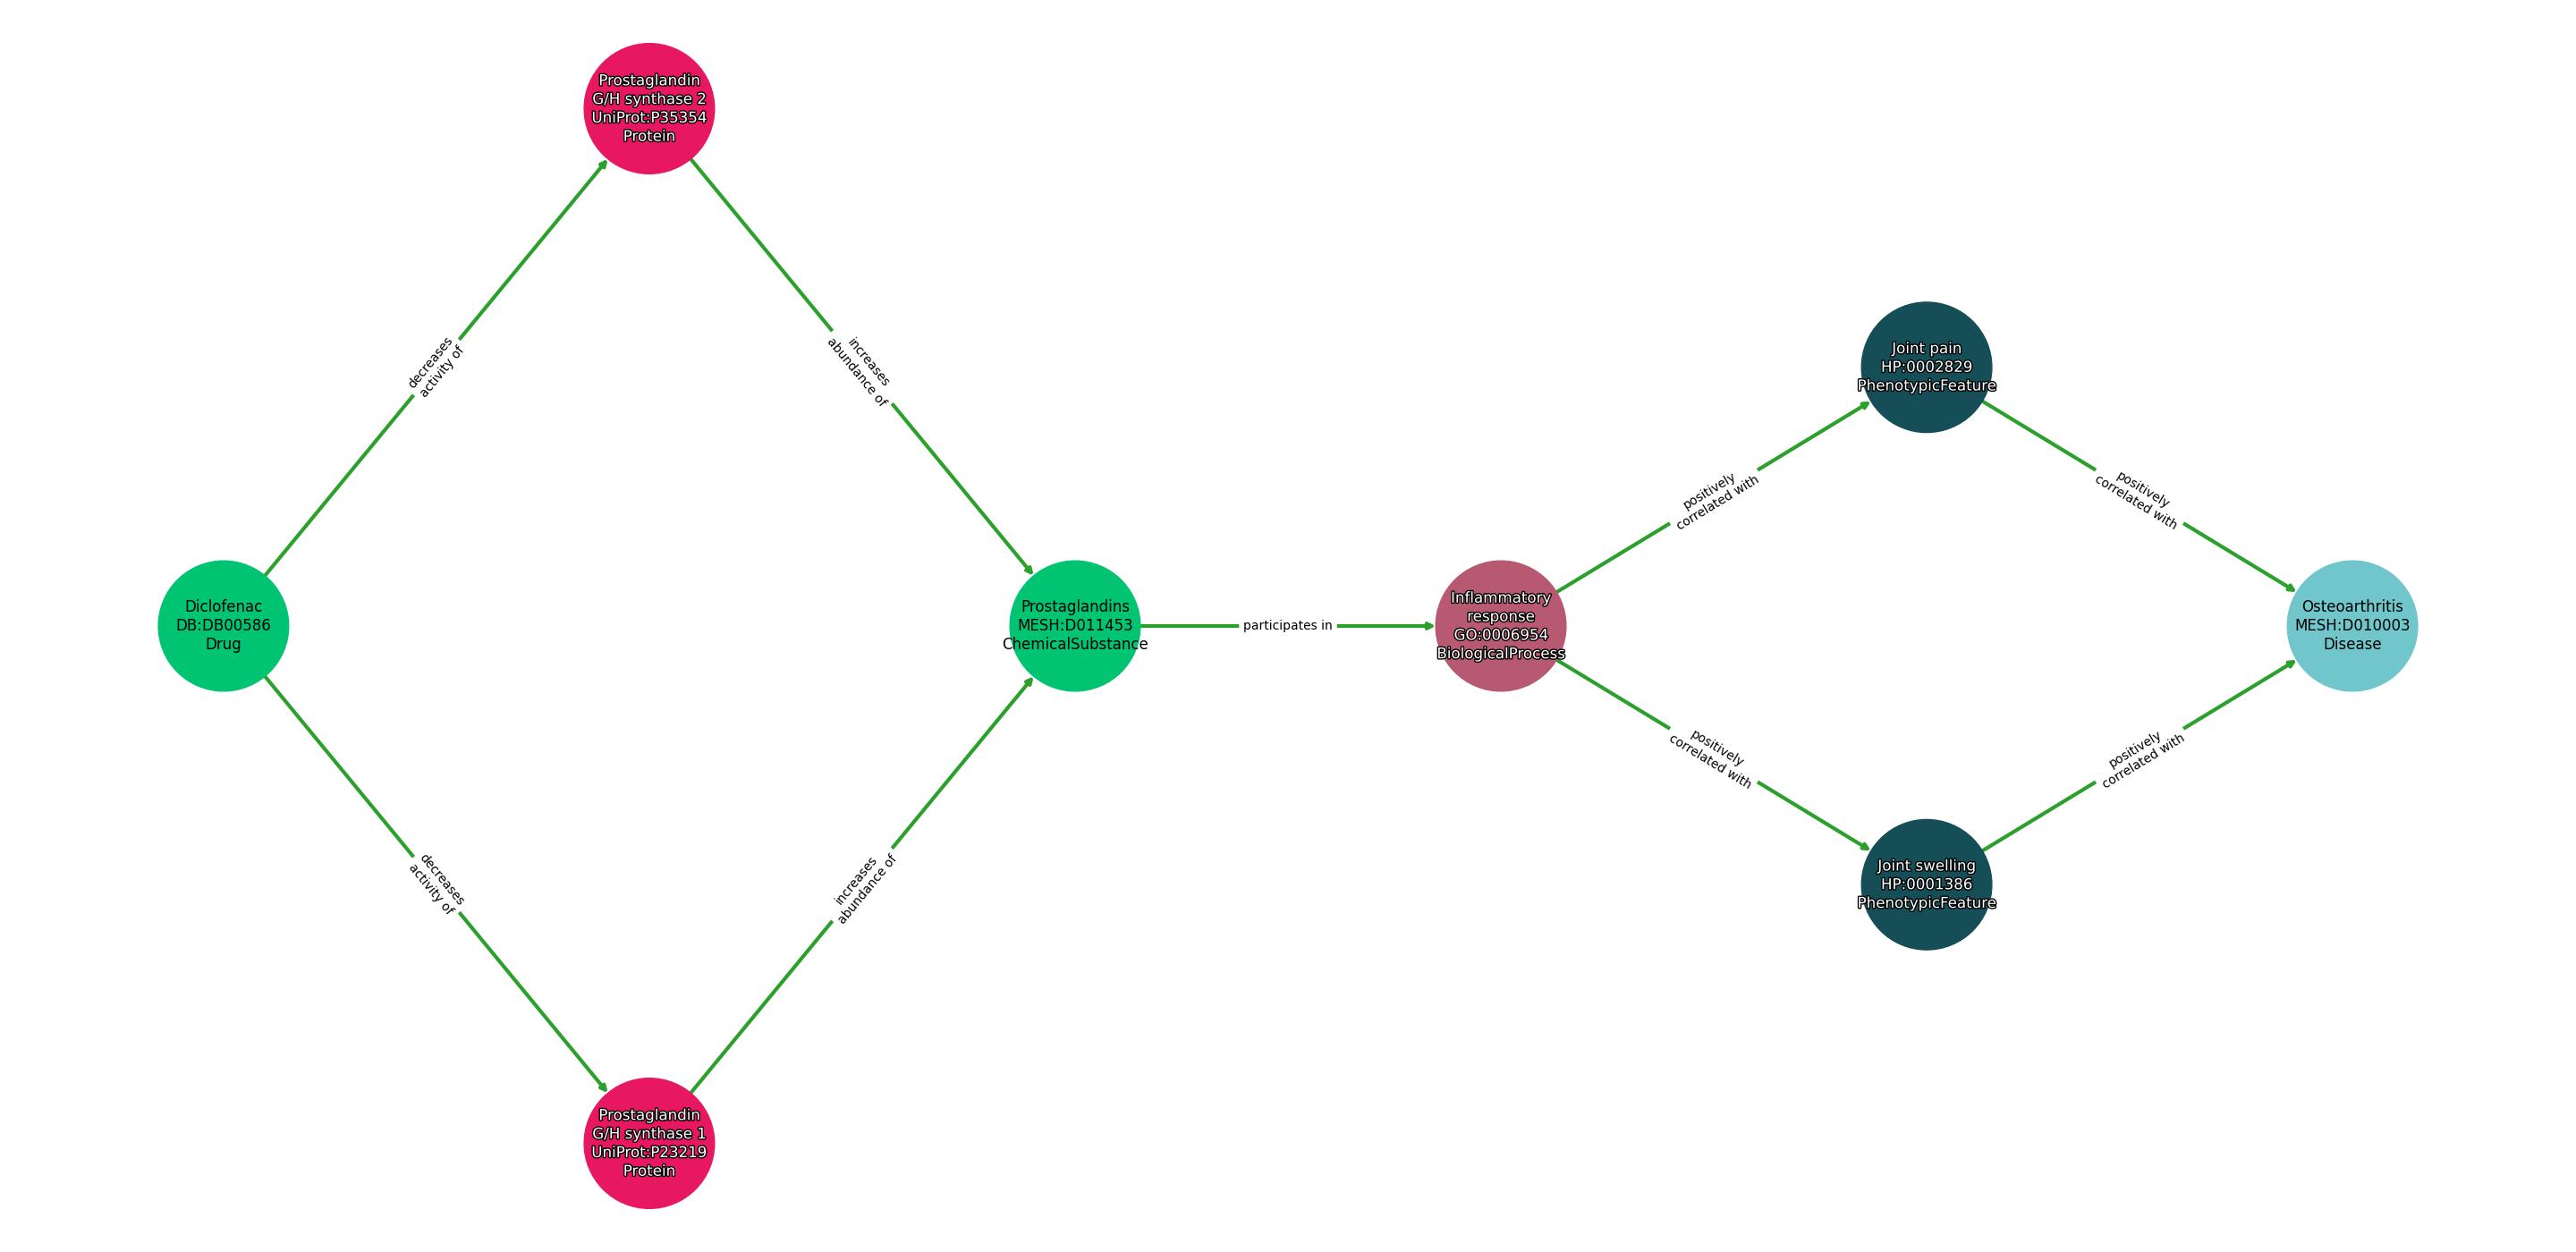 Prostaglandin
G/H synthase 2
UniProt:P35354
Protein
decreases
activity of
increases
abundance of
Diclofenac
DB:DB00586
Drug
Prostaglandins
MESH:D011453
ChemicalSubstance
participates in
Inflammatory
response
GO:0006954
BiologicalProcess
positively
correlated with
Joint pain
HP:0002829
PhenotypicFeature
positively
correlated with
Osteoarthritis
MESH:D010003
Disease
positively
correlated with
Joint swelling
HP:0001386
PhenotypicFeature
positively
correlated with
decreases
activity of
increases
abundance of
Prostaglandin
G/H synthase 1
UniProt:P23219
Protein